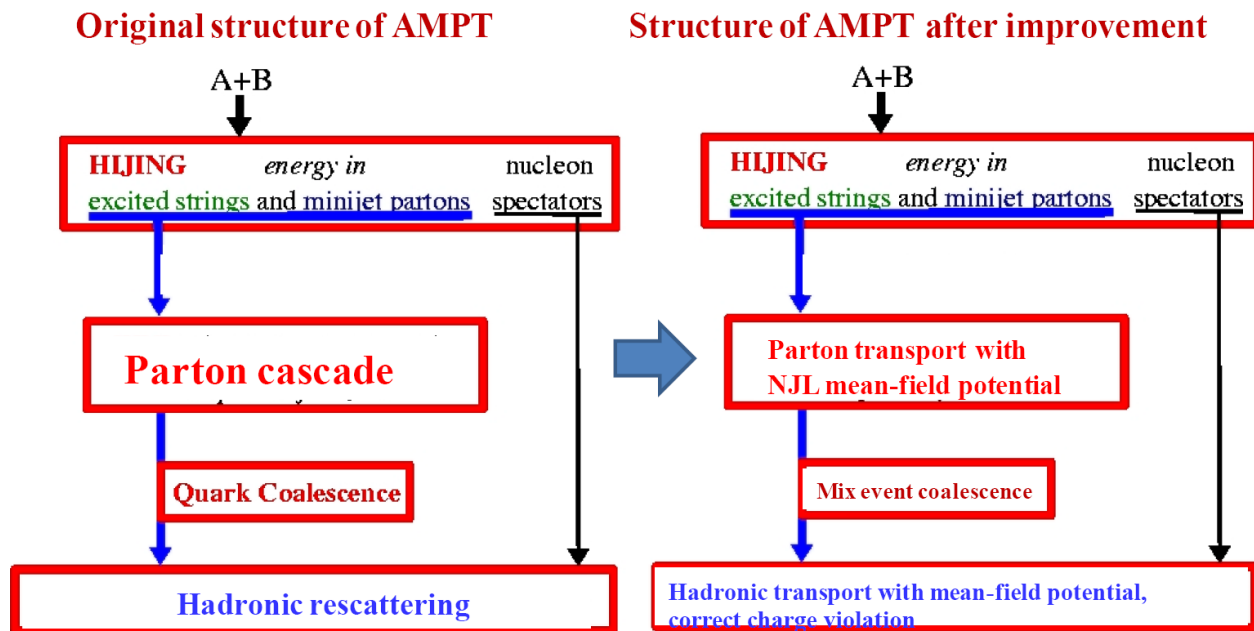 Original structure of AMPT
A+B
HIJING energy in nucleon
excited strings and minijet partons spectators
Parton cascade
Quark Coalescence
Hadronic rescattering
Structure of AMPT after improvement
A+B
HIJING energy in nucleon
excited strings and minijet partons spectators
Parton transport with
NJL mean-field potential
Mix event coalescence
Hadronic transport with mean-field potential,
correct charge violation